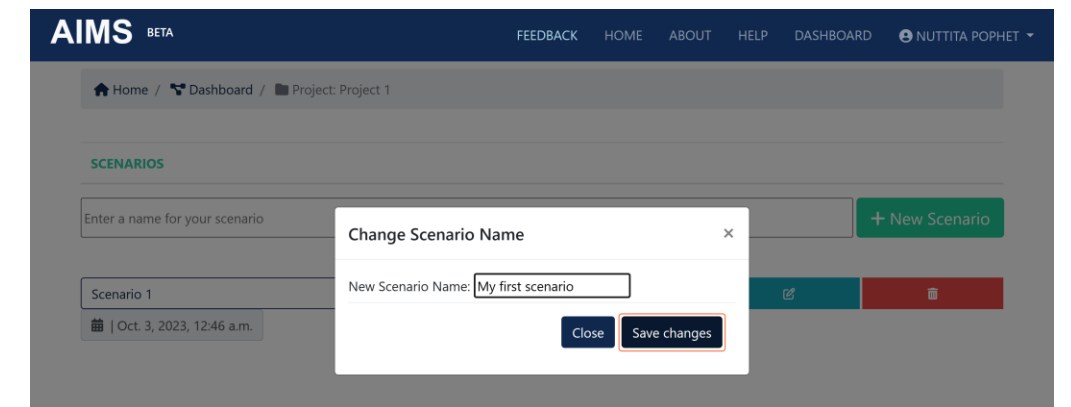 AIMS BETA
FEEDBACK HOME ABOUT HELP DASHBOARD NUTTITA POPHET
Home / Dashboard / Project: Project 1
SCENARIOS
Enter a name for your scenario
+ New Scenario
Change Scenario Name ×
New Scenario Name: My first scenario
Close Save changes
Scenario 1
| Oct. 3, 2023, 12:46 a.m.